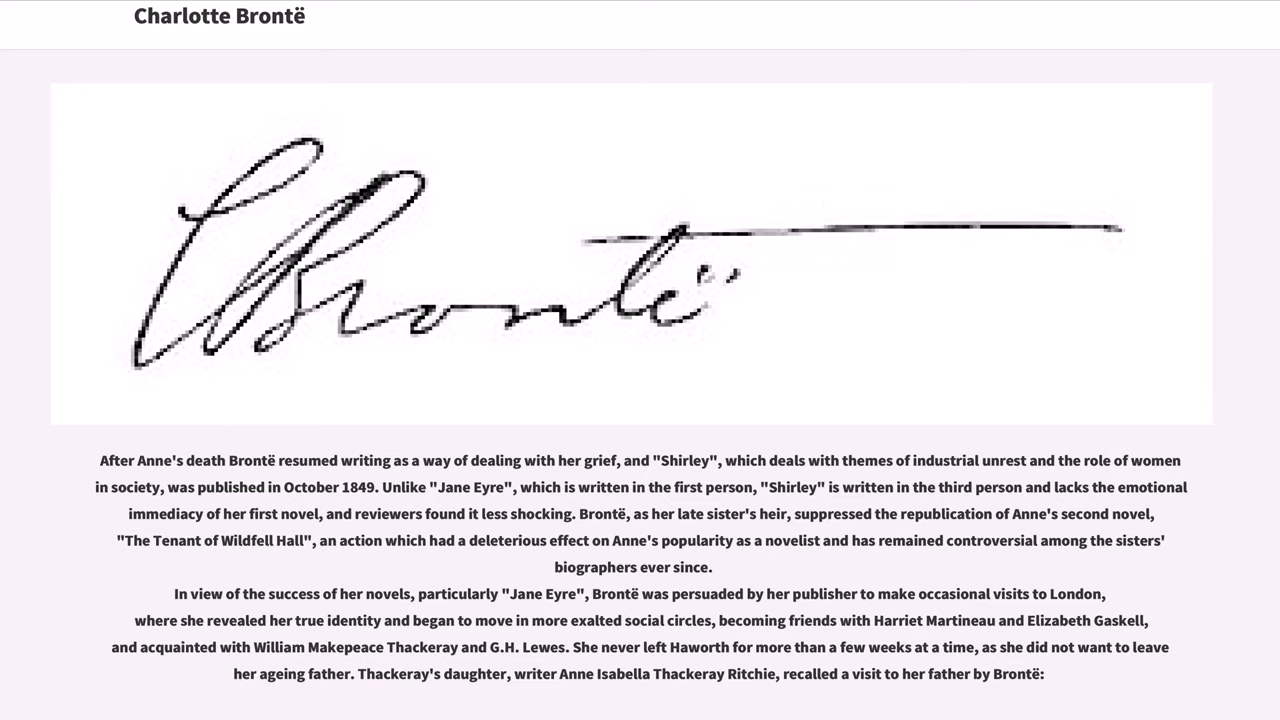 Charlotte Brontë
CBrontë
After Anne's death Brontë resumed writing as a way of dealing with her grief, and "Shirley", which deals with themes of industrial unrest and the role of women
in society, was published in October 1849. Unlike "Jane Eyre", which is written in the first person, "Shirley" is written in the third person and lacks the emotional
immediacy of her first novel, and reviewers found it less shocking. Brontë, as her late sister's heir, suppressed the republication of Anne's second novel,
"The Tenant of Wildfell Hall", an action which had a deleterious effect on Anne's popularity as a novelist and has remained controversial among the sisters'
biographers ever since.
In view of the success of her novels, particularly "Jane Eyre", Brontë was persuaded by her publisher to make occasional visits to London,
where she revealed her true identity and began to move in more exalted social circles, becoming friends with Harriet Martineau and Elizabeth Gaskell,
and acquainted with William Makepeace Thackeray and G.H. Lewes. She never left Haworth for more than a few weeks at a time, as she did not want to leave
her ageing father. Thackeray's daughter, writer Anne Isabella Thackeray Ritchie, recalled a visit to her father by Brontë: